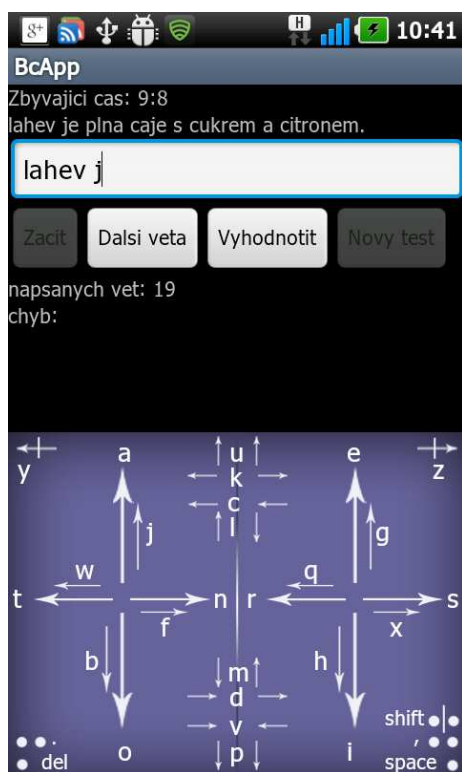 8+ H 10:41
BcApp
Zbyvajici cas: 9:8
lahev je plna caje s cukrem a citronem.
lahev j
Zacit Dalsi veta Vyhodnotit Novy test
napsanych vet: 19
chyb:
y a u e z
k
c
j l g
w q
t n r s
f x
b m h
d
v shift
o p i ,
del space